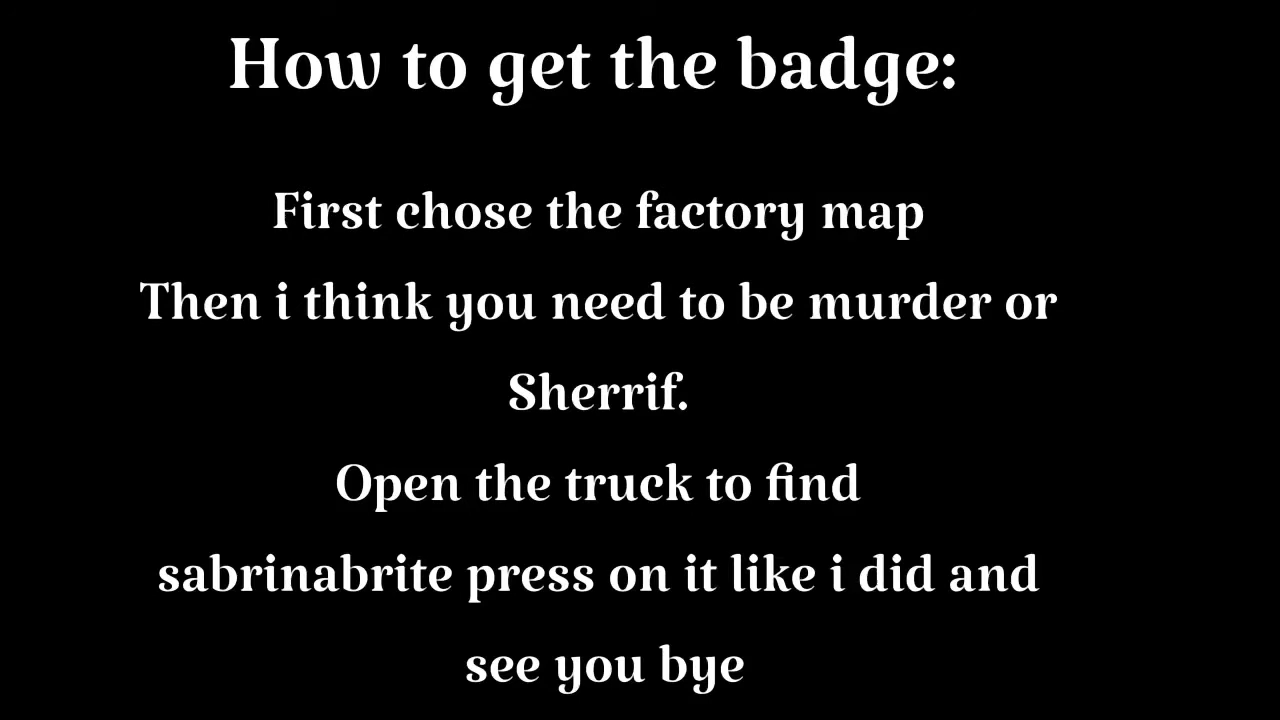 How to get the badge:
First chose the factory map
Then i think you need to be murder or
Sherrif.
Open the truck to find
sabrinabrite press on it like i did and
see you bye